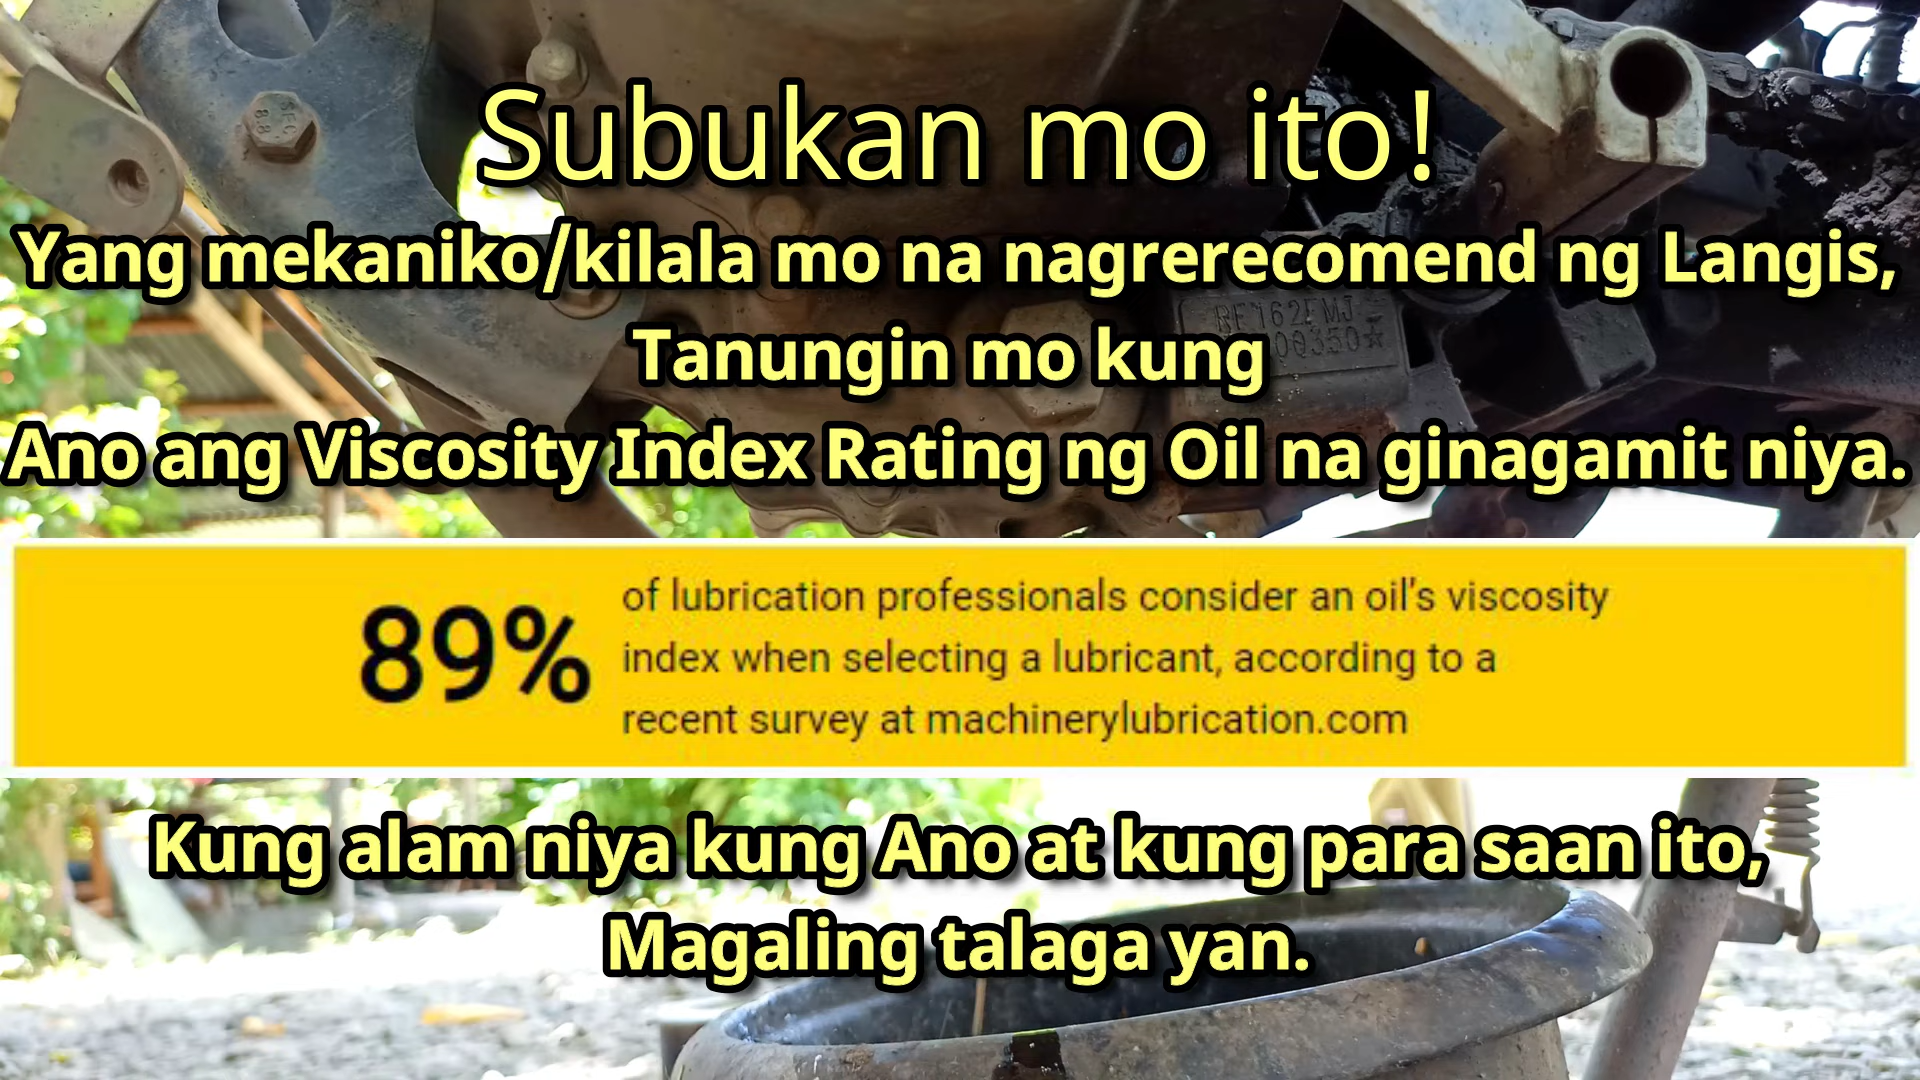 Subukan mo ito!
Yang mekaniko/kilala mo na nagrerecomend ng Langis,
Tanungin mo kung
Ano ang Viscosity Index Rating ng Oil na ginagamit niya.
89%
of lubrication professionals consider an oil's viscosity
index when selecting a lubricant, according to a
recent survey at machinerylubrication.com
Kung alam niya kung Ano at kung para saan ito,
Magaling talaga yan.